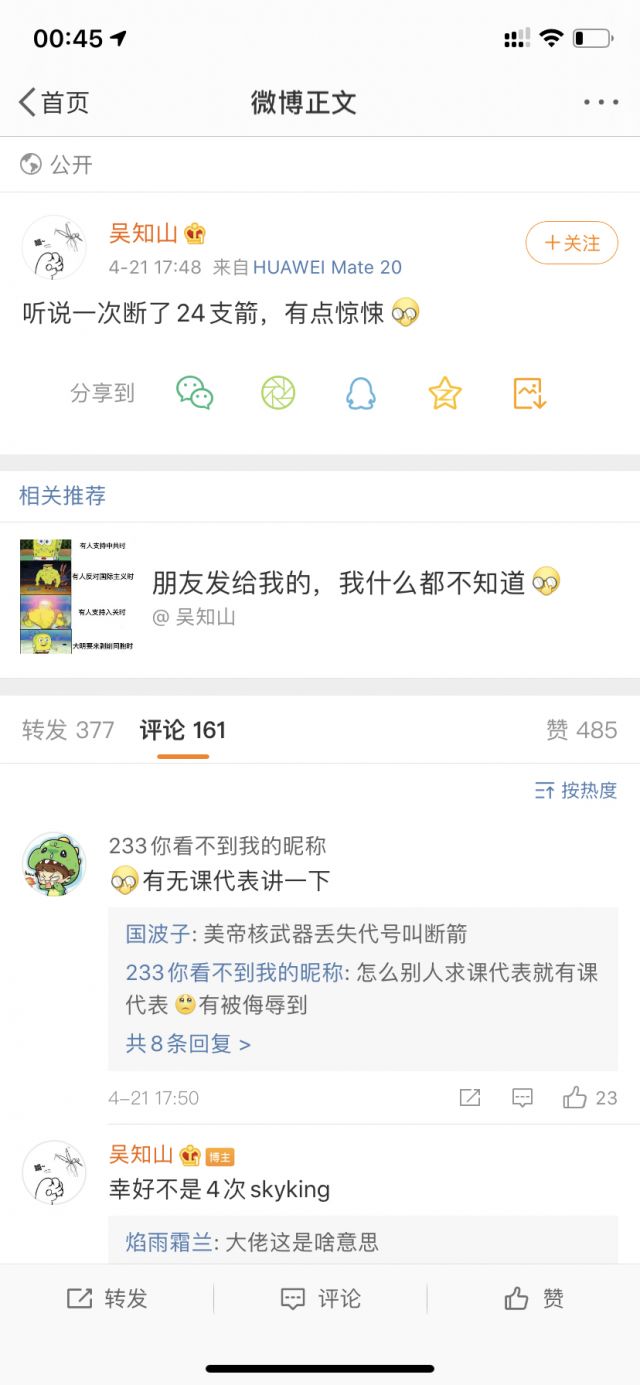 00:45
首页
微博正文
公开
吴知山
＋关注
4-21 17:48 来自HUAWEI Mate 20
听说一次断了24支箭，有点惊悚
分享到
相关推荐
有人支持中共时
有人反对国际主义时
有人支持入关时
大明要来剥削同胞时
朋友发给我的，我什么都不知道
@ 吴知山
转发 377
评论 161
赞 485
按热度
233你看不到我的昵称
有无课代表讲一下
国波子: 美帝核武器丢失代号叫断箭
233你看不到我的昵称: 怎么别人求课代表就有课
代表 有被侮辱到
共8条回复 >
4-21 17:50
23
吴知山 博主
幸好不是4次skyking
焰雨霜兰: 大佬这是啥意思
转发
评论
赞